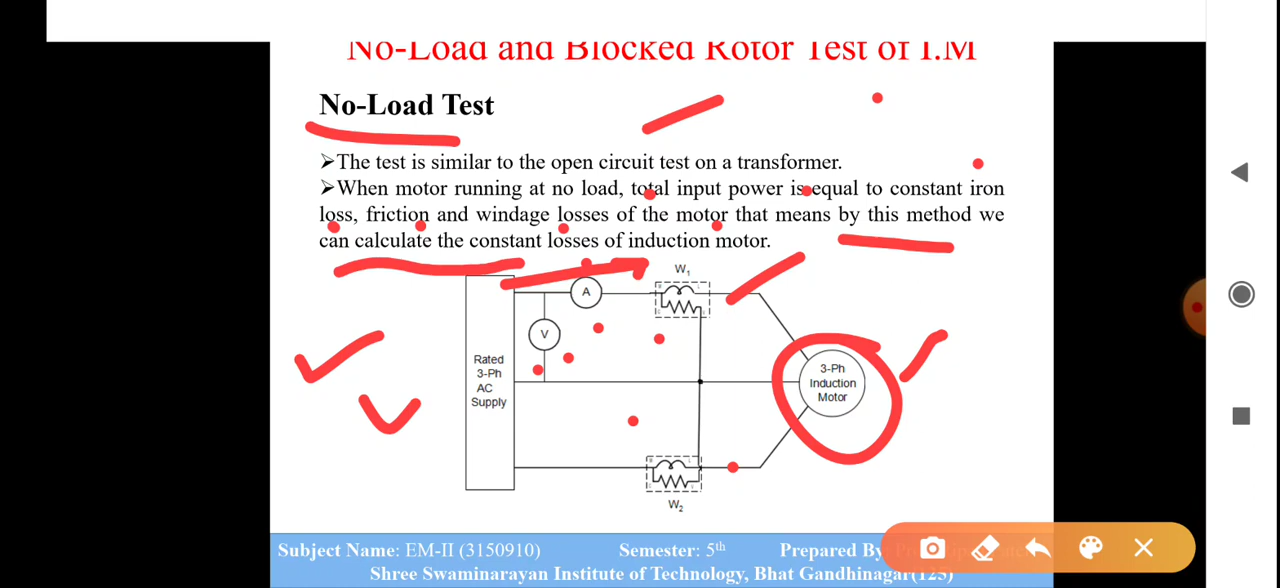 No-Load and Blocked Rotor Test of I.M
No-Load Test
➢The test is similar to the open circuit test on a transformer.
➢When motor running at no load, total input power is equal to constant iron
loss, friction and windage losses of the motor that means by this method we
can calculate the constant losses of induction motor.
W1
A
V
Rated
3-Ph
AC
Supply
3-Ph
Induction
Motor
W2
Subject Name: EM-II (3150910) Semester: 5th Prepared By:
Shree Swaminarayan Institute of Technology, Bhat Gandhinagar(125)